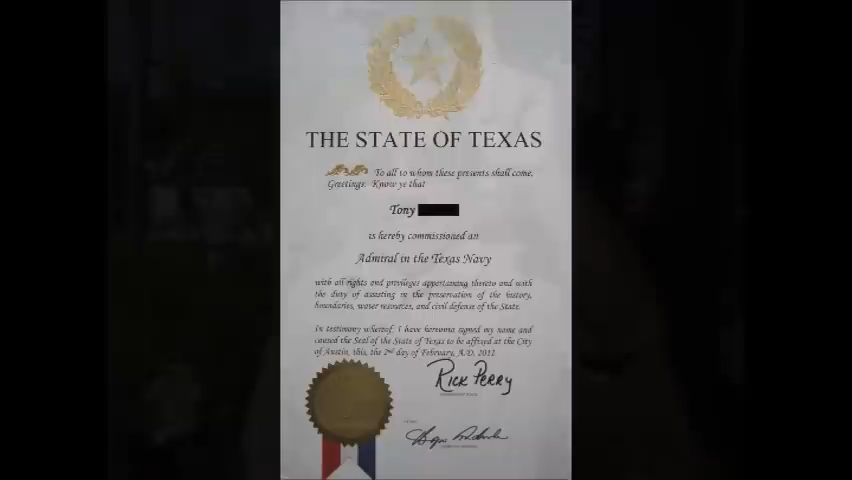 THE STATE OF TEXAS
To all to whom these presents shall come,
Greetings: Know ye that
Tony
is hereby commissioned an
Admiral in the Texas Navy
with all rights and privileges appertaining thereto and with
the duty of assisting in the preservation of the history,
boundaries, water resources, and civil defense of the State.
In testimony whereof, I have hereunto signed my name and
caused the Seal of the State of Texas to be affixed at the City
of Austin, this, the 2nd day of February, A.D. 2012
RICK PERRY